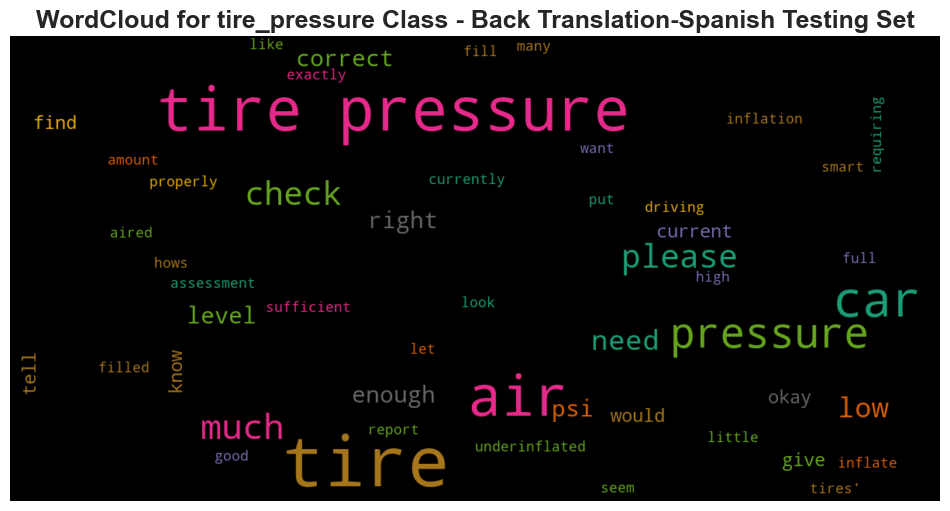 WordCloud for tire_pressure Class - Back Translation-Spanish Testing Set
like
fill
many
correct
exactly
tire pressure
find
inflation
requiring
want
amount
smart
properly
currently
check
put
driving
right
aired
current
please
full
hows
high
assessment
car
sufficient
look
level
pressure
need
let
tell
know
filled
enough
air
psi
okay
low
would
much
report
little
underinflated
good
tire
give
inflate
seem
tires'